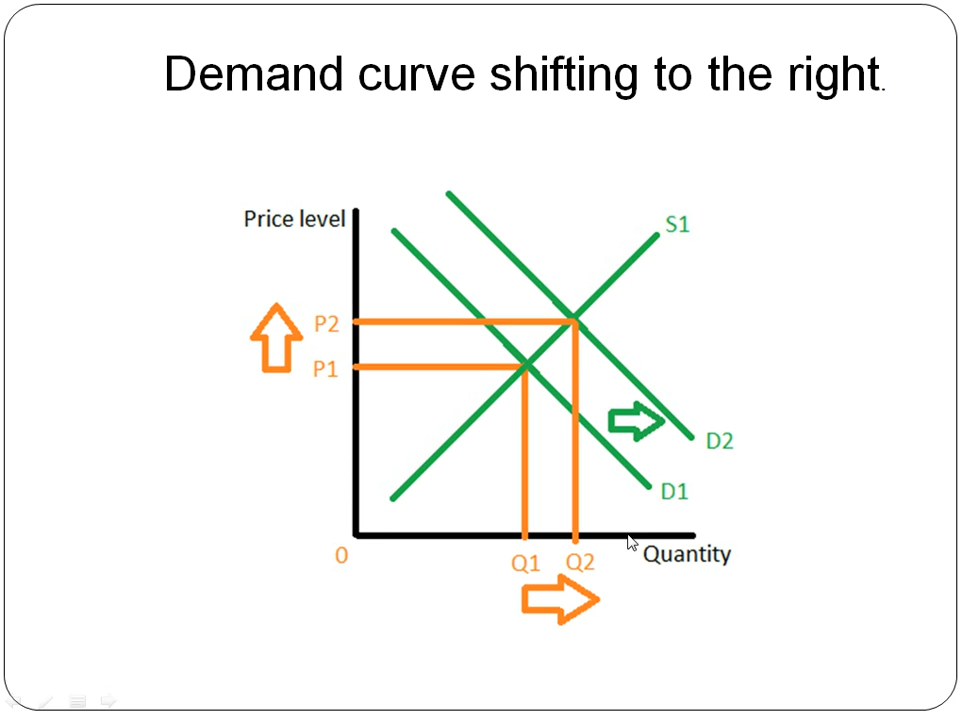 Demand curve shifting to the right.
Price level
S1
P2
P1
D2
D1
0
Q1
Q2
Quantity